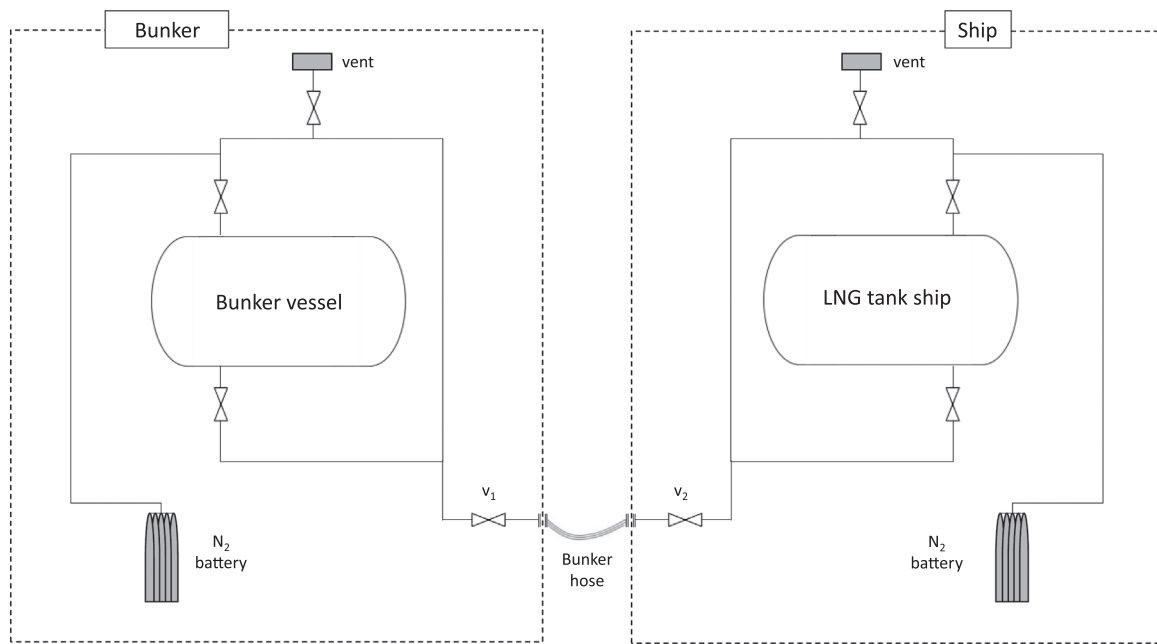 Bunker
Ship
vent
vent
Bunker vessel
LNG tank ship
v₁
v₂
N₂
battery
Bunker
hose
N₂
battery